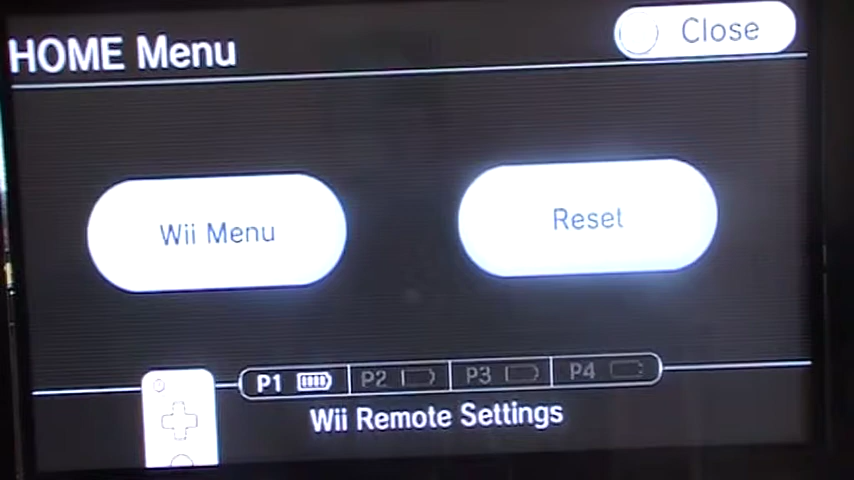 HOME Menu
Close
Wii Menu
Reset
P1 P2 P3 P4
Wii Remote Settings